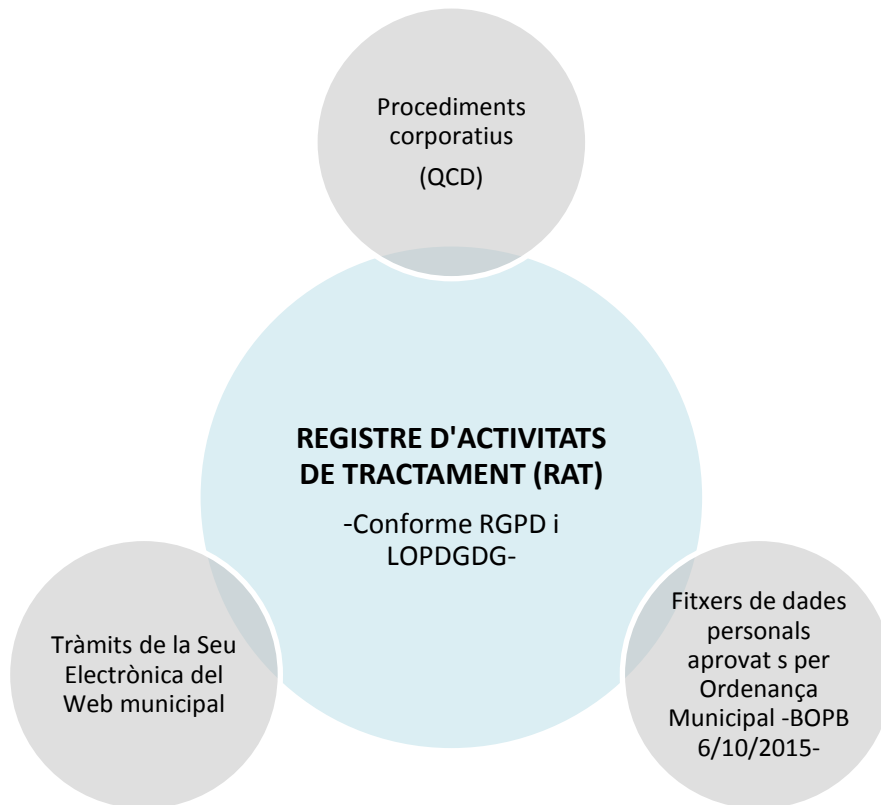 Procediments
corporatius
(QCD)
REGISTRE D'ACTIVITATS
DE TRACTAMENT (RAT)
-Conforme RGPD i
LOPDGDG-
Tràmits de la Seu
Electrònica del
Web municipal
Fitxers de dades
personals
aprovat s per
Ordenança
Municipal -BOPB
6/10/2015-